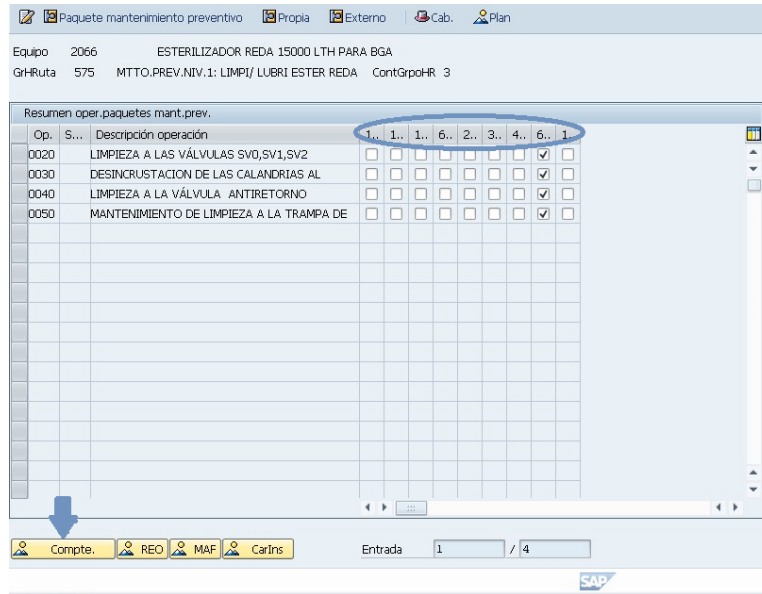 Paquete mantenimiento preventivo Propia Externo Cab. Plan
Equipo 2066 ESTERILIZADOR REDA 15000 LTH PARA BGA
GrHRuta 575 MTTO.PREV.NIV.1: LIMPI/ LUBRI ESTER REDA ContGrpoHR 3
Resumen oper.paquetes mant.prev.
Op. S... Descripción operación 1.. 1.. 1.. 6.. 2.. 3.. 4.. 6.. 1..
0020 LIMPIEZA A LAS VÁLVULAS SV0,SV1,SV2
0030 DESINCRUSTACION DE LAS CALANDRIAS AL
0040 LIMPIEZA A LA VÁLVULA ANTIRETORNO
0050 MANTENIMIENTO DE LIMPIEZA A LA TRAMPA DE
Compte. REO MAF CarIns Entrada 1 / 4
SAP